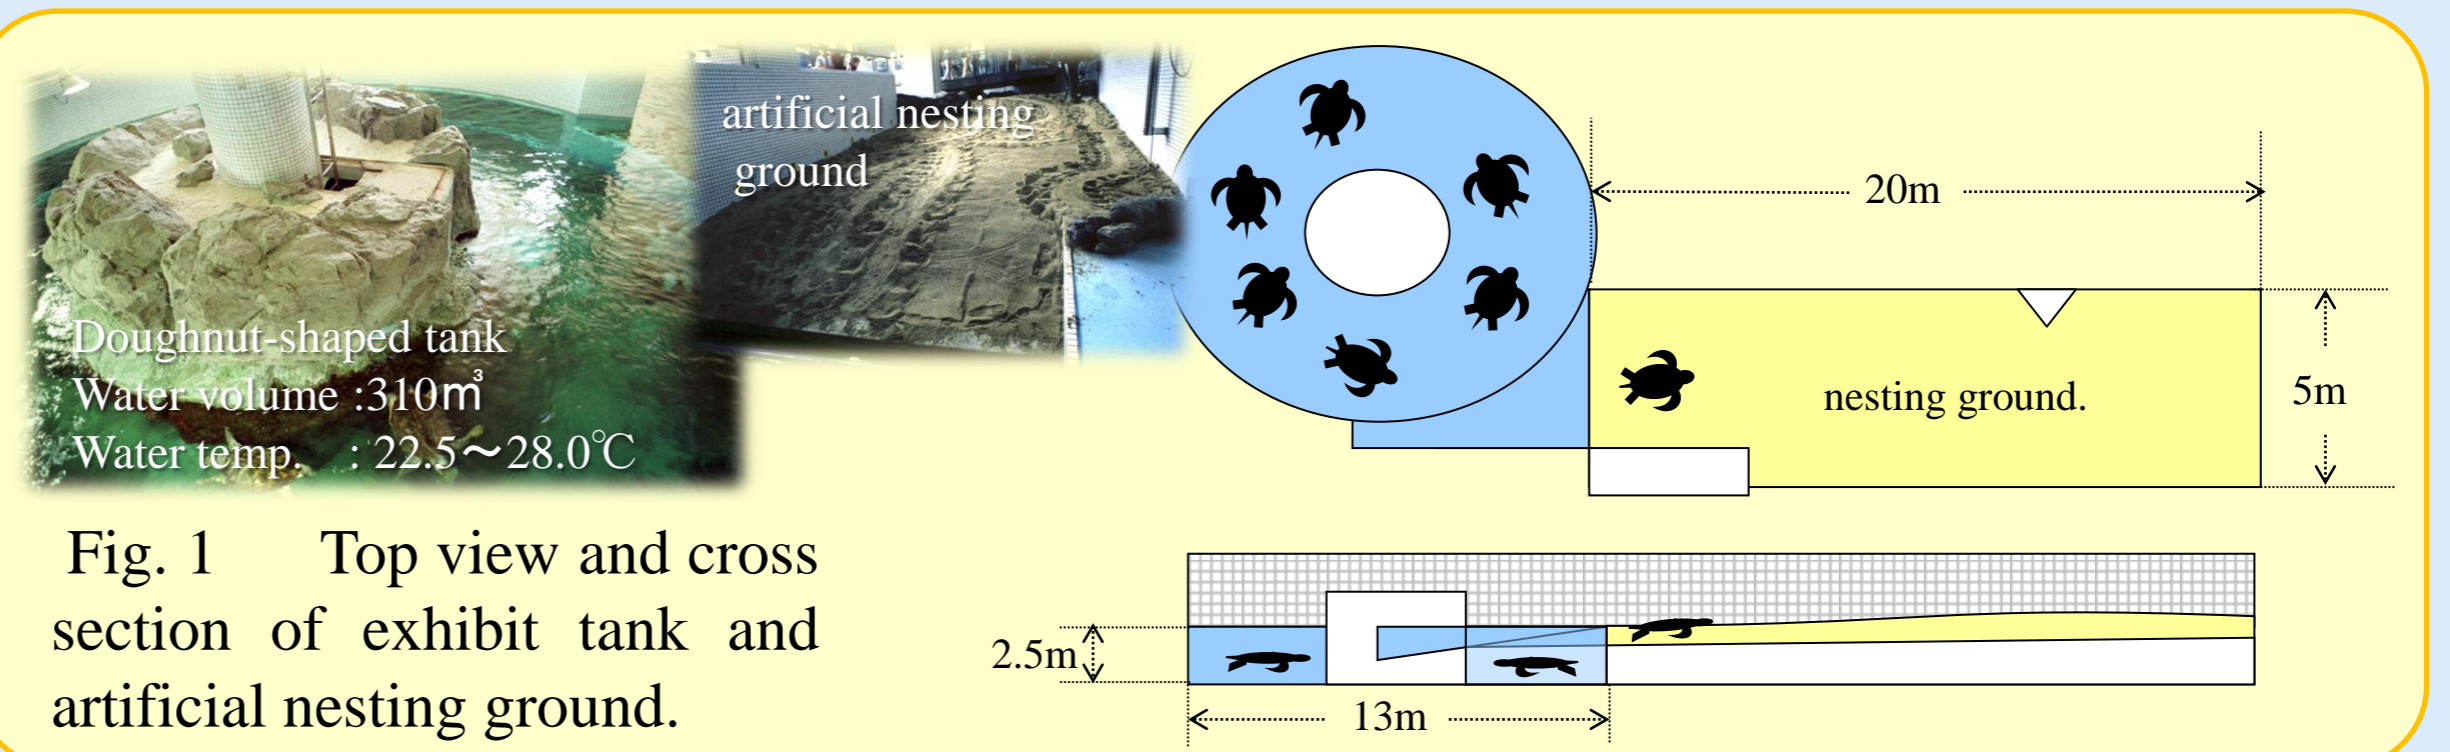 artificial nesting
ground
Doughnut-shaped tank
Water volume :310㎥
Water temp. : 22.5～28.0℃
Fig. 1 Top view and cross
section of exhibit tank and
artificial nesting ground.
20m
nesting ground.
5m
2.5m
13m